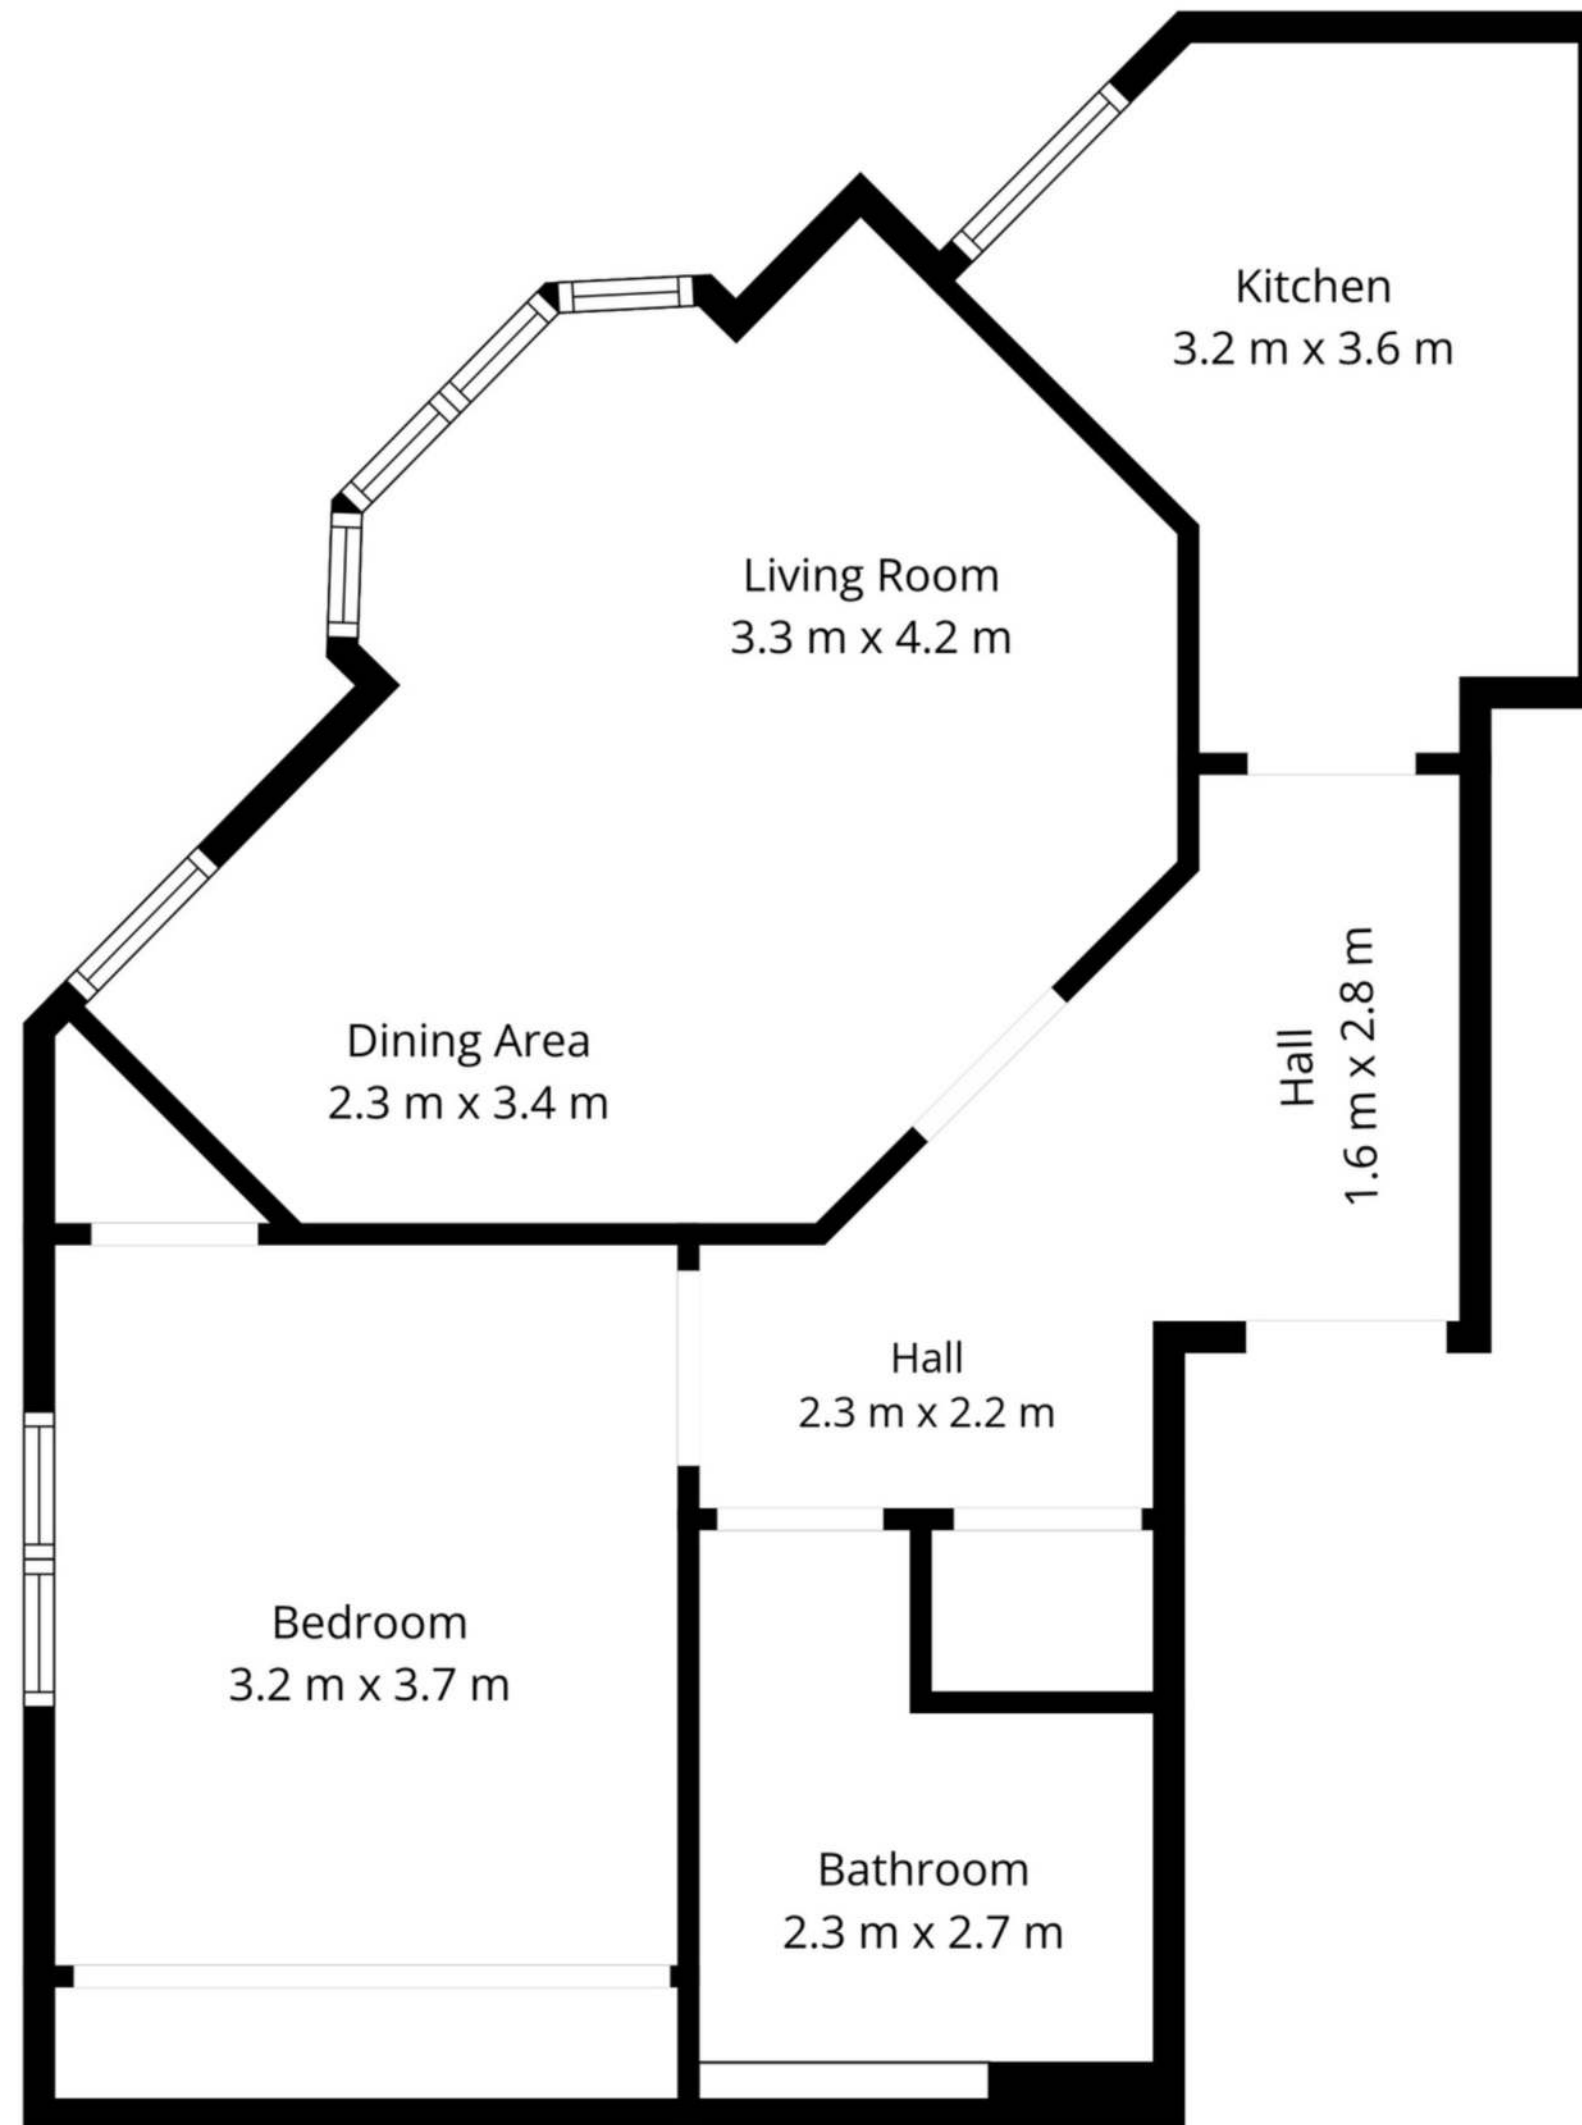 Kitchen
3.2 m x 3.6 m
Living Room
3.3 m x 4.2 m
Hall
1.6 m x 2.8 m
Dining Area
2.3 m x 3.4 m
Hall
2.3 m x 2.2 m
Bedroom
3.2 m x 3.7 m
Bathroom
2.3 m x 2.7 m